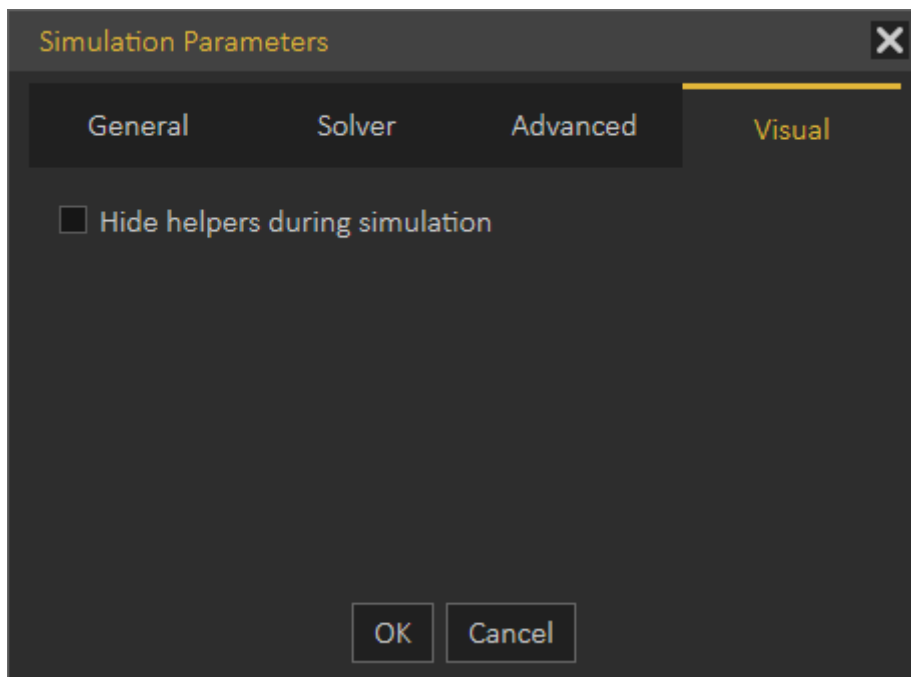 Simulation Parameters
General Solver Advanced Visual
Hide helpers during simulation
OK Cancel